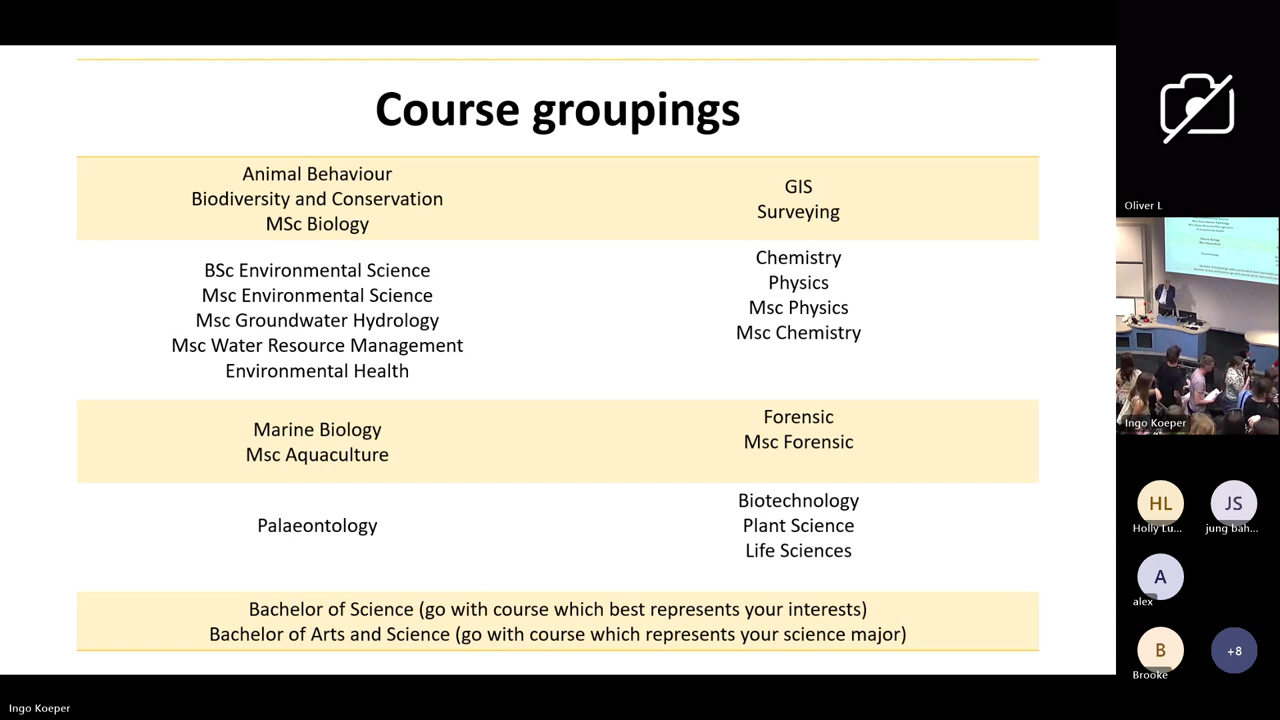 Course groupings
Animal Behaviour
Biodiversity and Conservation
MSc Biology
GIS
Surveying
BSc Environmental Science
Msc Environmental Science
Msc Groundwater Hydrology
Msc Water Resource Management
Environmental Health
Chemistry
Physics
Msc Physics
Msc Chemistry
Marine Biology
Msc Aquaculture
Forensic
Msc Forensic
Palaeontology
Biotechnology
Plant Science
Life Sciences
Bachelor of Science (go with course which best represents your interests)
Bachelor of Arts and Science (go with course which represents your science major)
Oliver L
Ingo Koeper
HL
Holly Lu...
JS
jung bah...
A
alex
B
Brooke
+8
Ingo Koeper